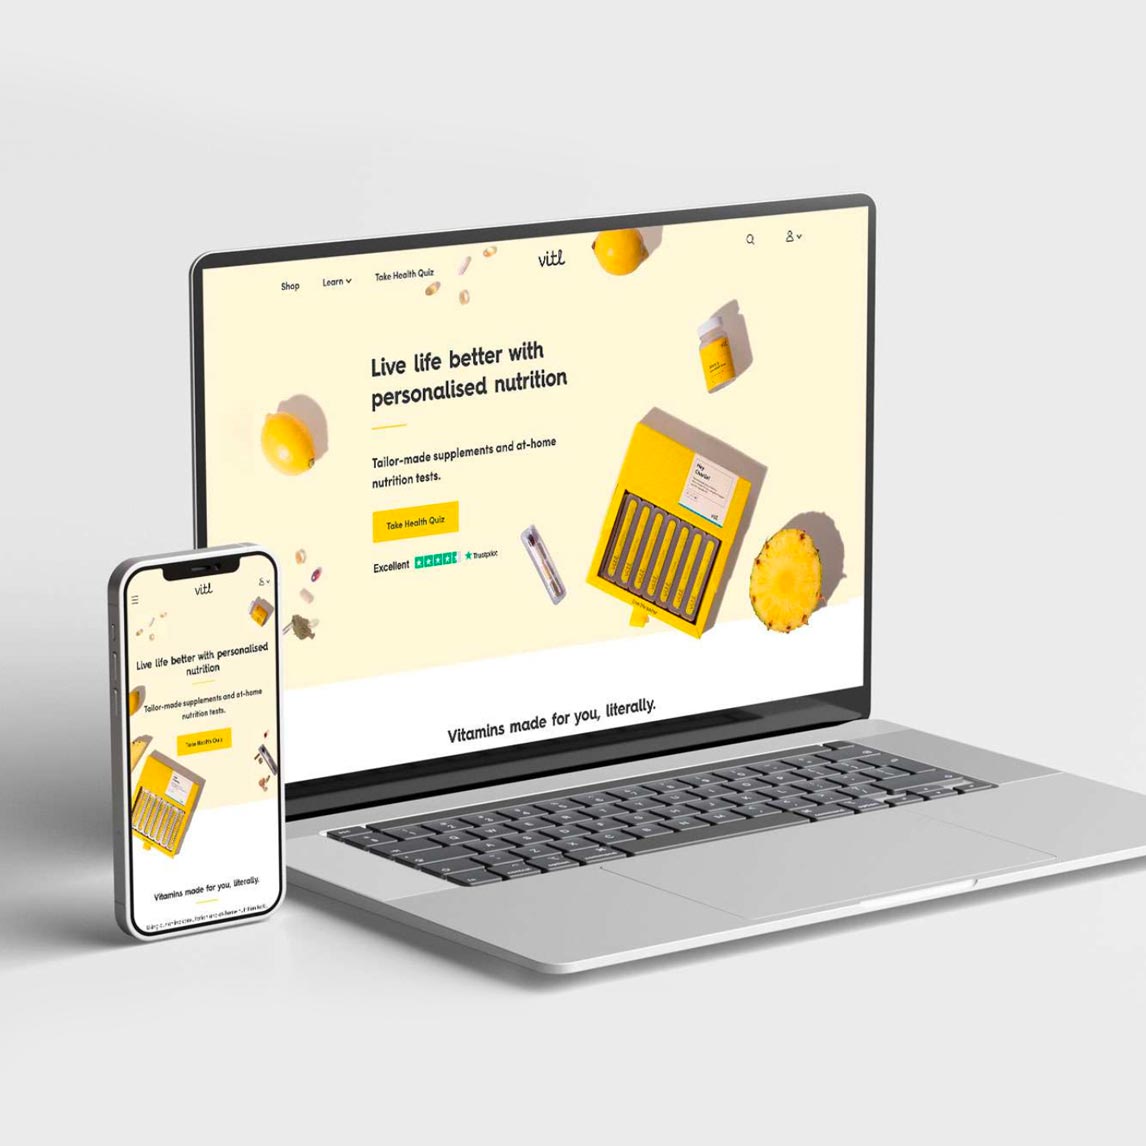 Shop
Learn
Take Health Quiz
vitl
Live life better with
personalised nutrition
Tailor-made supplements and at-home
nutrition tests.
Take Health Quiz
Excellent
Trustpilot
Hey
Vitamins made for you, literally.
vitl
Live life better with personalised
nutrition
Tailor-made supplements and at-home
nutrition tests.
Take Health Quiz
Vitamins made for you, literally.